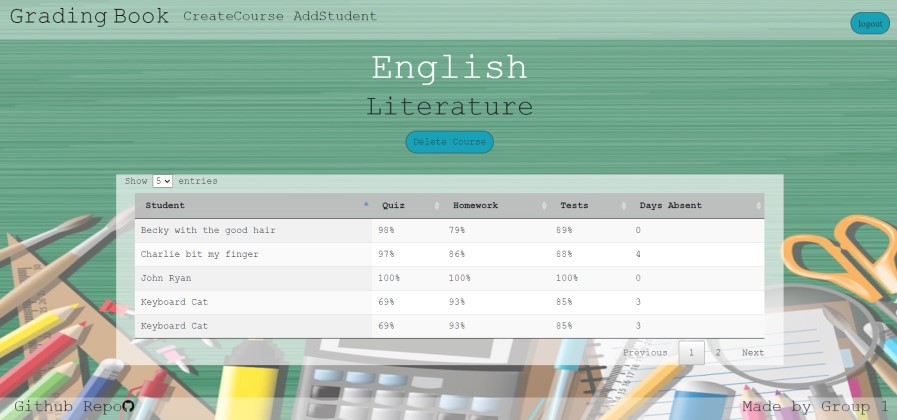 Grading Book CreateCourse AddStudent logout
English
Literature
Delete Course
Show 5 entries
Student Quiz Homework Tests Days Absent
Becky with the good hair 98% 79% 89% 0
Charlie bit my finger 97% 86% 88% 4
John Ryan 100% 100% 100% 0
Keyboard Cat 69% 93% 85% 3
Keyboard Cat 69% 93% 85% 3
Previous 1 2 Next
Github Repo Made by Group 1